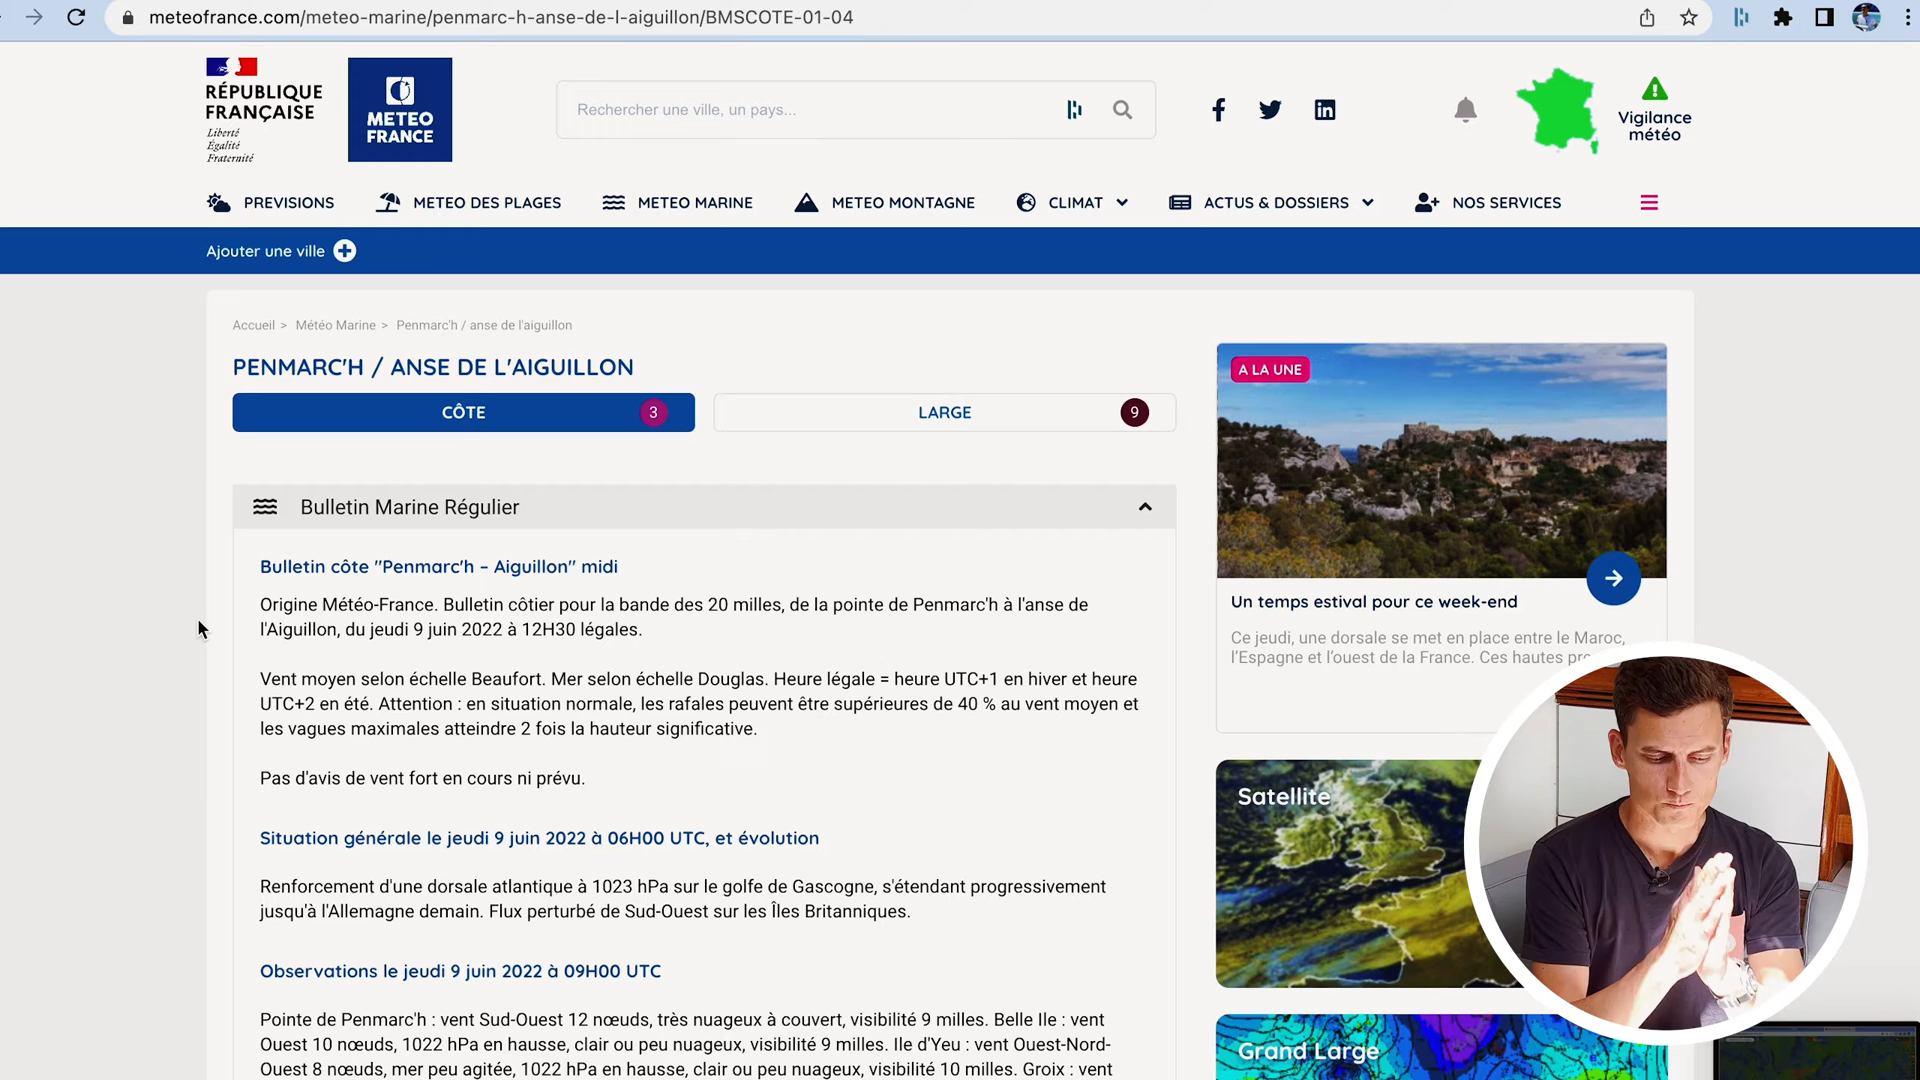 meteofrance.com/meteo-marine/penmarc-h-anse-de-l-aiguillon/BMSCOTE-01-04
RÉPUBLIQUE
FRANÇAISE
Liberté
Égalité
Fraternité
METEO
FRANCE
Rechercher une ville, un pays...
Vigilance
météo
PREVISIONS
METEO DES PLAGES
METEO MARINE
METEO MONTAGNE
CLIMAT
ACTUS & DOSSIERS
NOS SERVICES
Ajouter une ville
Accueil > Météo Marine > Penmarc'h / anse de l'aiguillon
PENMARC'H / ANSE DE L'AIGUILLON
CÔTE 3
LARGE 9
Bulletin Marine Régulier
Bulletin côte "Penmarc'h – Aiguillon" midi
Origine Météo-France. Bulletin côtier pour la bande des 20 milles, de la pointe de Penmarc'h à l'anse de
l'Aiguillon, du jeudi 9 juin 2022 à 12H30 légales.
Vent moyen selon échelle Beaufort. Mer selon échelle Douglas. Heure légale = heure UTC+1 en hiver et heure
UTC+2 en été. Attention : en situation normale, les rafales peuvent être supérieures de 40 % au vent moyen et
les vagues maximales atteindre 2 fois la hauteur significative.
Pas d'avis de vent fort en cours ni prévu.
Situation générale le jeudi 9 juin 2022 à 06H00 UTC, et évolution
Renforcement d'une dorsale atlantique à 1023 hPa sur le golfe de Gascogne, s'étendant progressivement
jusqu'à l'Allemagne demain. Flux perturbé de Sud-Ouest sur les Îles Britanniques.
Observations le jeudi 9 juin 2022 à 09H00 UTC
Pointe de Penmarc'h : vent Sud-Ouest 12 nœuds, très nuageux à couvert, visibilité 9 milles. Belle Ile : vent
Ouest 10 nœuds, 1022 hPa en hausse, clair ou peu nuageux, visibilité 9 milles. Ile d'Yeu : vent Ouest-Nord-
Ouest 8 nœuds, mer peu agitée, 1022 hPa en hausse, clair ou peu nuageux, visibilité 10 milles. Groix : vent
A LA UNE
Un temps estival pour ce week-end
Ce jeudi, une dorsale se met en place entre le Maroc,
l'Espagne et l'ouest de la France. Ces hautes
Satellite
Grand Large